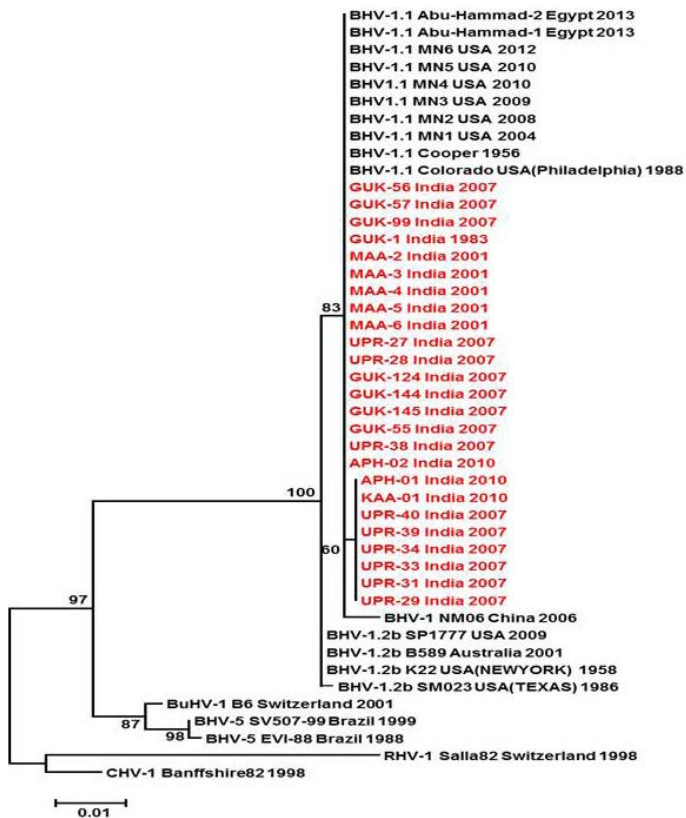 BHV-1.1 Abu-Hammad-2 Egypt 2013
BHV-1.1 Abu-Hammad-1 Egypt 2013
BHV-1.1 MN6 USA 2012
BHV-1.1 MN5 USA 2010
BHV1.1 MN4 USA 2010
BHV-1.1 MN3 USA 2009
BHV-1.1 MN2 USA 2008
BHV-1.1 MN1 USA 2004
BHV-1.1 Cooper 1956
BHV-1.1 Colorado USA(Philadelphia) 1988
GUK-56 India 2007
GUK-57 India 2007
GUK-99 India 2007
GUK-1 India 1983
MAA-2 India 2001
MAA-3 India 2001
MAA-4 India 2001
83
MAA-5 India 2001
MAA-6 India 2001
UPR-27 India 2007
UPR-28 India 2007
GUK-124 India 2007
GUK-144 India 2007
GUK-145 India 2007
GUK-55 India 2007
UPR-38 India 2007
APH-02 India 2010
APH-01 India 2010
100
KAA-01 India 2010
UPR-40 India 2007
UPR-39 India 2007
60
UPR-34 India 2007
UPR-33 India 2007
UPR-31 India 2007
97
UPR-29 India 2007
BHV-1 NM06 China 2006
BHV-1.2b SP1777 USA 2009
BHV-1.2b B589 Australia 2001
BHV-1.2b K22 USA(NEWYORK) 1958
BHV-1.2b SM023 USA(TEXAS) 1986
BuHV-1 B6 Switzerland 2001
87
BHV-5 SV507-99 Brazil 1999
98
BHV-5 EVI-88 Brazil 1988
RHV-1 Salla82 Switzerland 1998
CHV-1 Banffshire82 1998
0.01